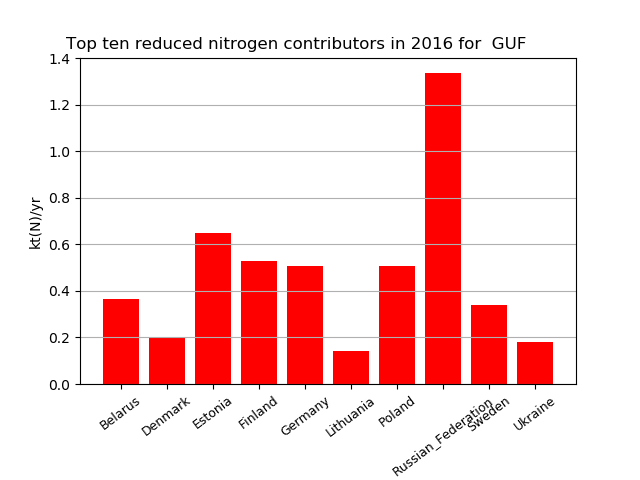 Top ten reduced nitrogen contributors in 2016 for  GUF
kt(N)/yr
1.4
1.2
1.0
0.8
0.6
0.4
0.2
0.0
Belarus
Denmark
Estonia
Finland
Germany
Lithuania
Poland
Russian_Federation
Sweden
Ukraine